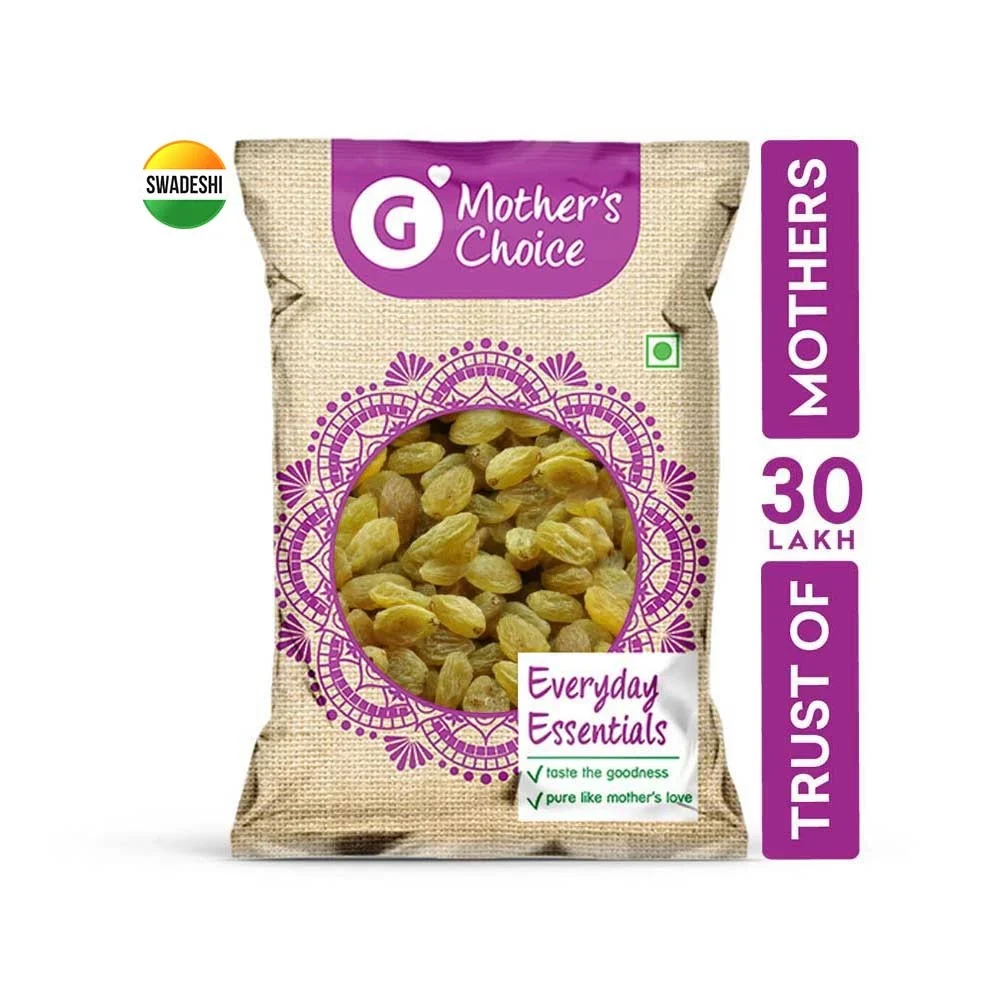 SWADESHI
G Mother's
Choice
Everyday
Essentials
✓ taste the goodness
✓ pure like mother's love
TRUST OF
30
LAKH
MOTHERS